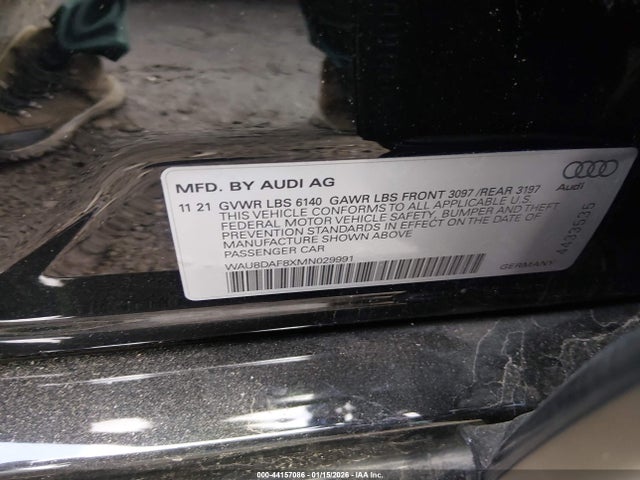 MFD. BY AUDI AG
11 21 GVWR LBS 6140 GAWR LBS FRONT 3097 /REAR 3197
THIS VEHICLE CONFORMS TO ALL APPLICABLE U.S.
FEDERAL MOTOR VEHICLE SAFETY, BUMPER AND THEFT
PREVENTION STANDARDS IN EFFECT ON THE DATE OF
MANUFACTURE SHOWN ABOVE
PASSENGER CAR
WAU8DAF8XMN029991
GERMANY
Audi
4433535
000-44157086 - 01/15/2026 - IAA Inc.